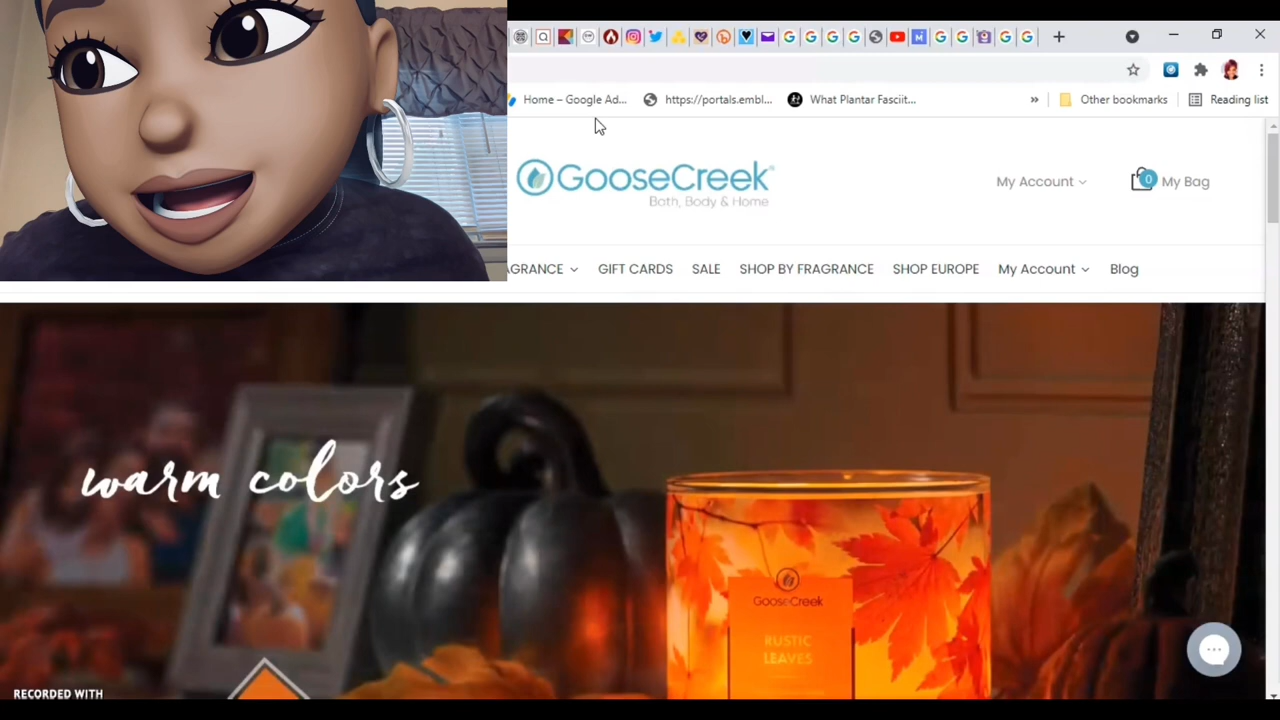 Home – Google Ad...
https://portals.embl...
What Plantar Fasciit...
»
Other bookmarks
Reading list
GooseCreek
Bath, Body & Home
My Account
0
My Bag
AGRANCE
GIFT CARDS
SALE
SHOP BY FRAGRANCE
SHOP EUROPE
My Account
Blog
warm colors
GooseCreek
RUSTIC
LEAVES
RECORDED WITH